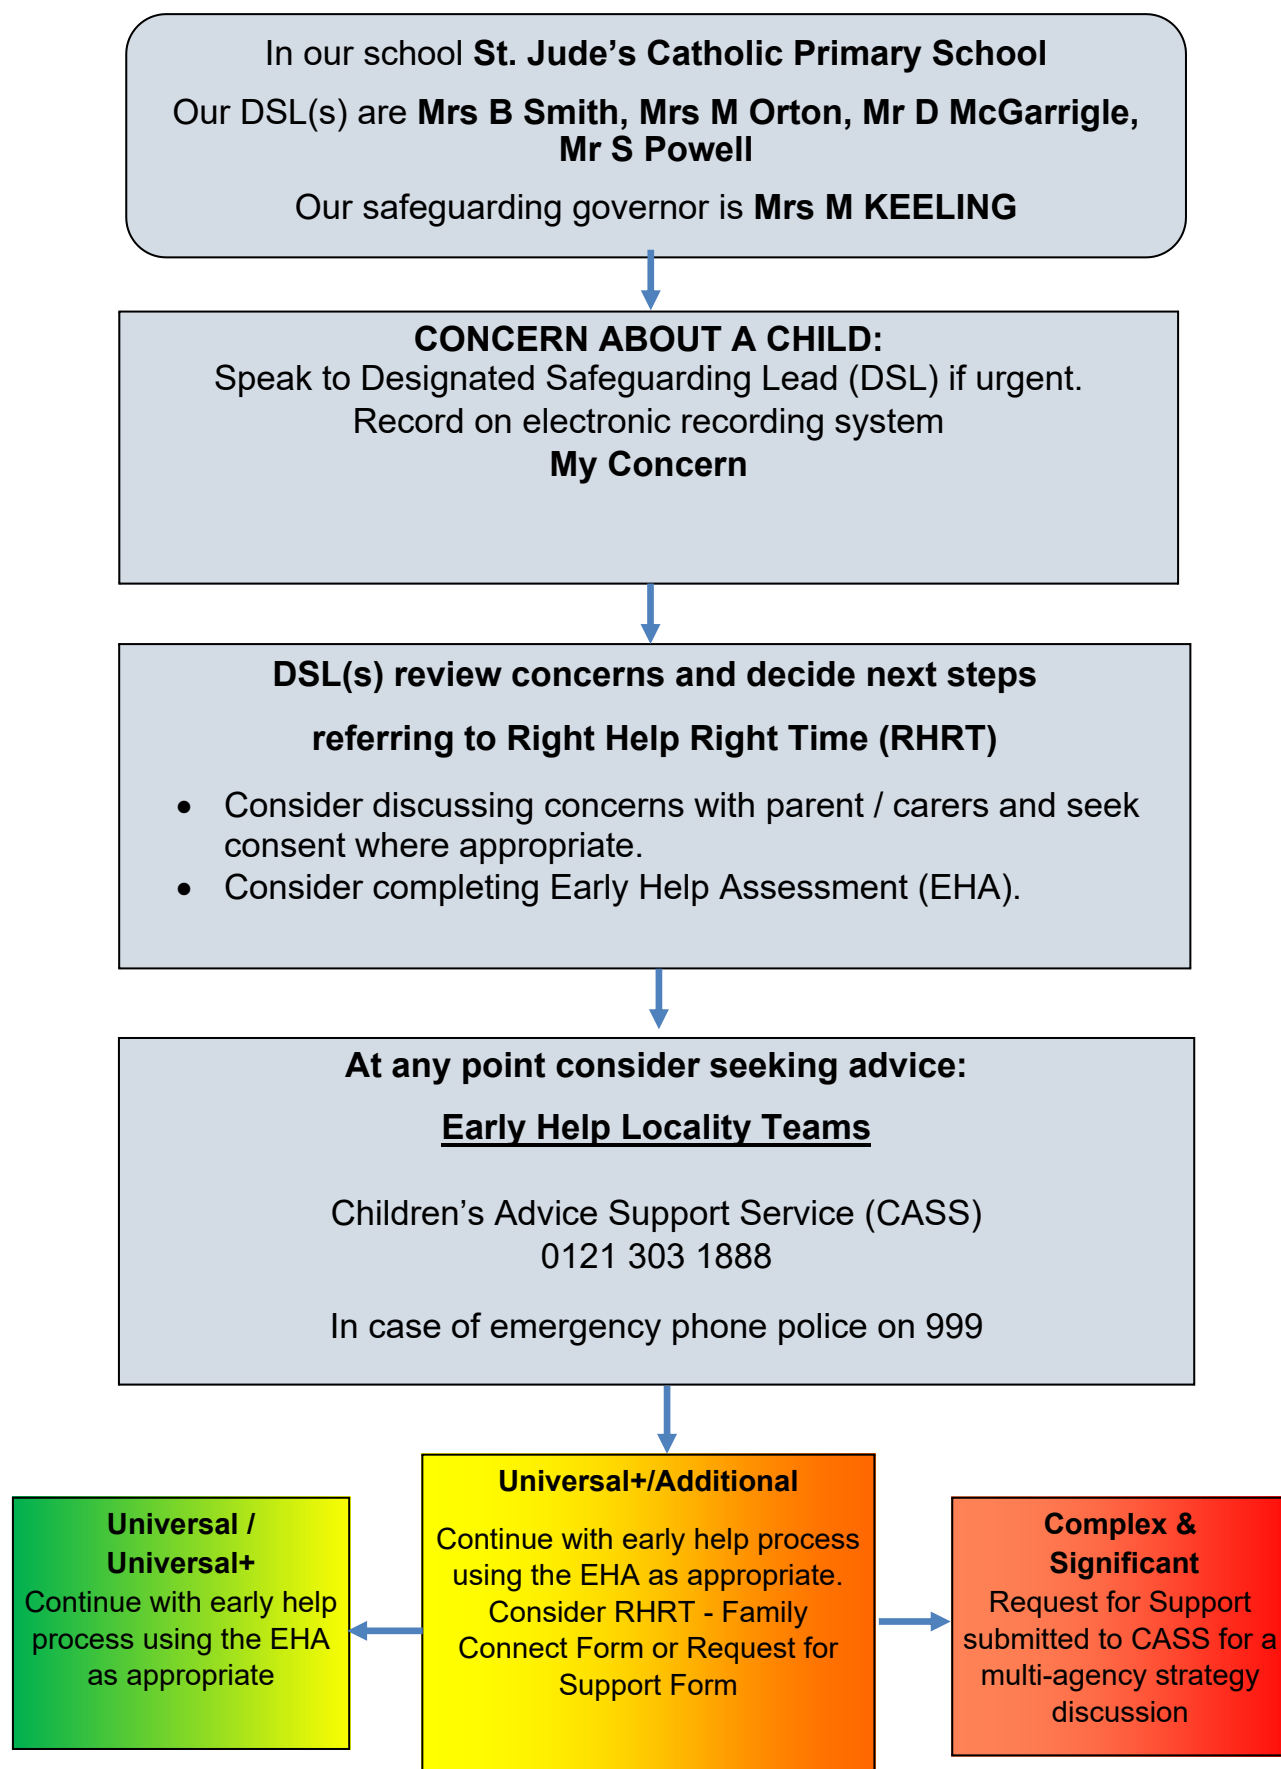 In our school St. Jude’s Catholic Primary School
Our DSL(s) are Mrs B Smith, Mrs M Orton, Mr D McGarrigle,
Mr S Powell
Our safeguarding governor is Mrs M KEELING
CONCERN ABOUT A CHILD:
Speak to Designated Safeguarding Lead (DSL) if urgent.
Record on electronic recording system
My Concern
DSL(s) review concerns and decide next steps
referring to Right Help Right Time (RHRT)
• Consider discussing concerns with parent / carers and seek
consent where appropriate.
• Consider completing Early Help Assessment (EHA).
At any point consider seeking advice:
Early Help Locality Teams
Children’s Advice Support Service (CASS)
0121 303 1888
In case of emergency phone police on 999
Universal /
Universal+
Continue with early help
process using the EHA
as appropriate
Universal+/Additional
Continue with early help process
using the EHA as appropriate.
Consider RHRT - Family
Connect Form or Request for
Support Form
Complex &
Significant
Request for Support
submitted to CASS for a
multi-agency strategy
discussion